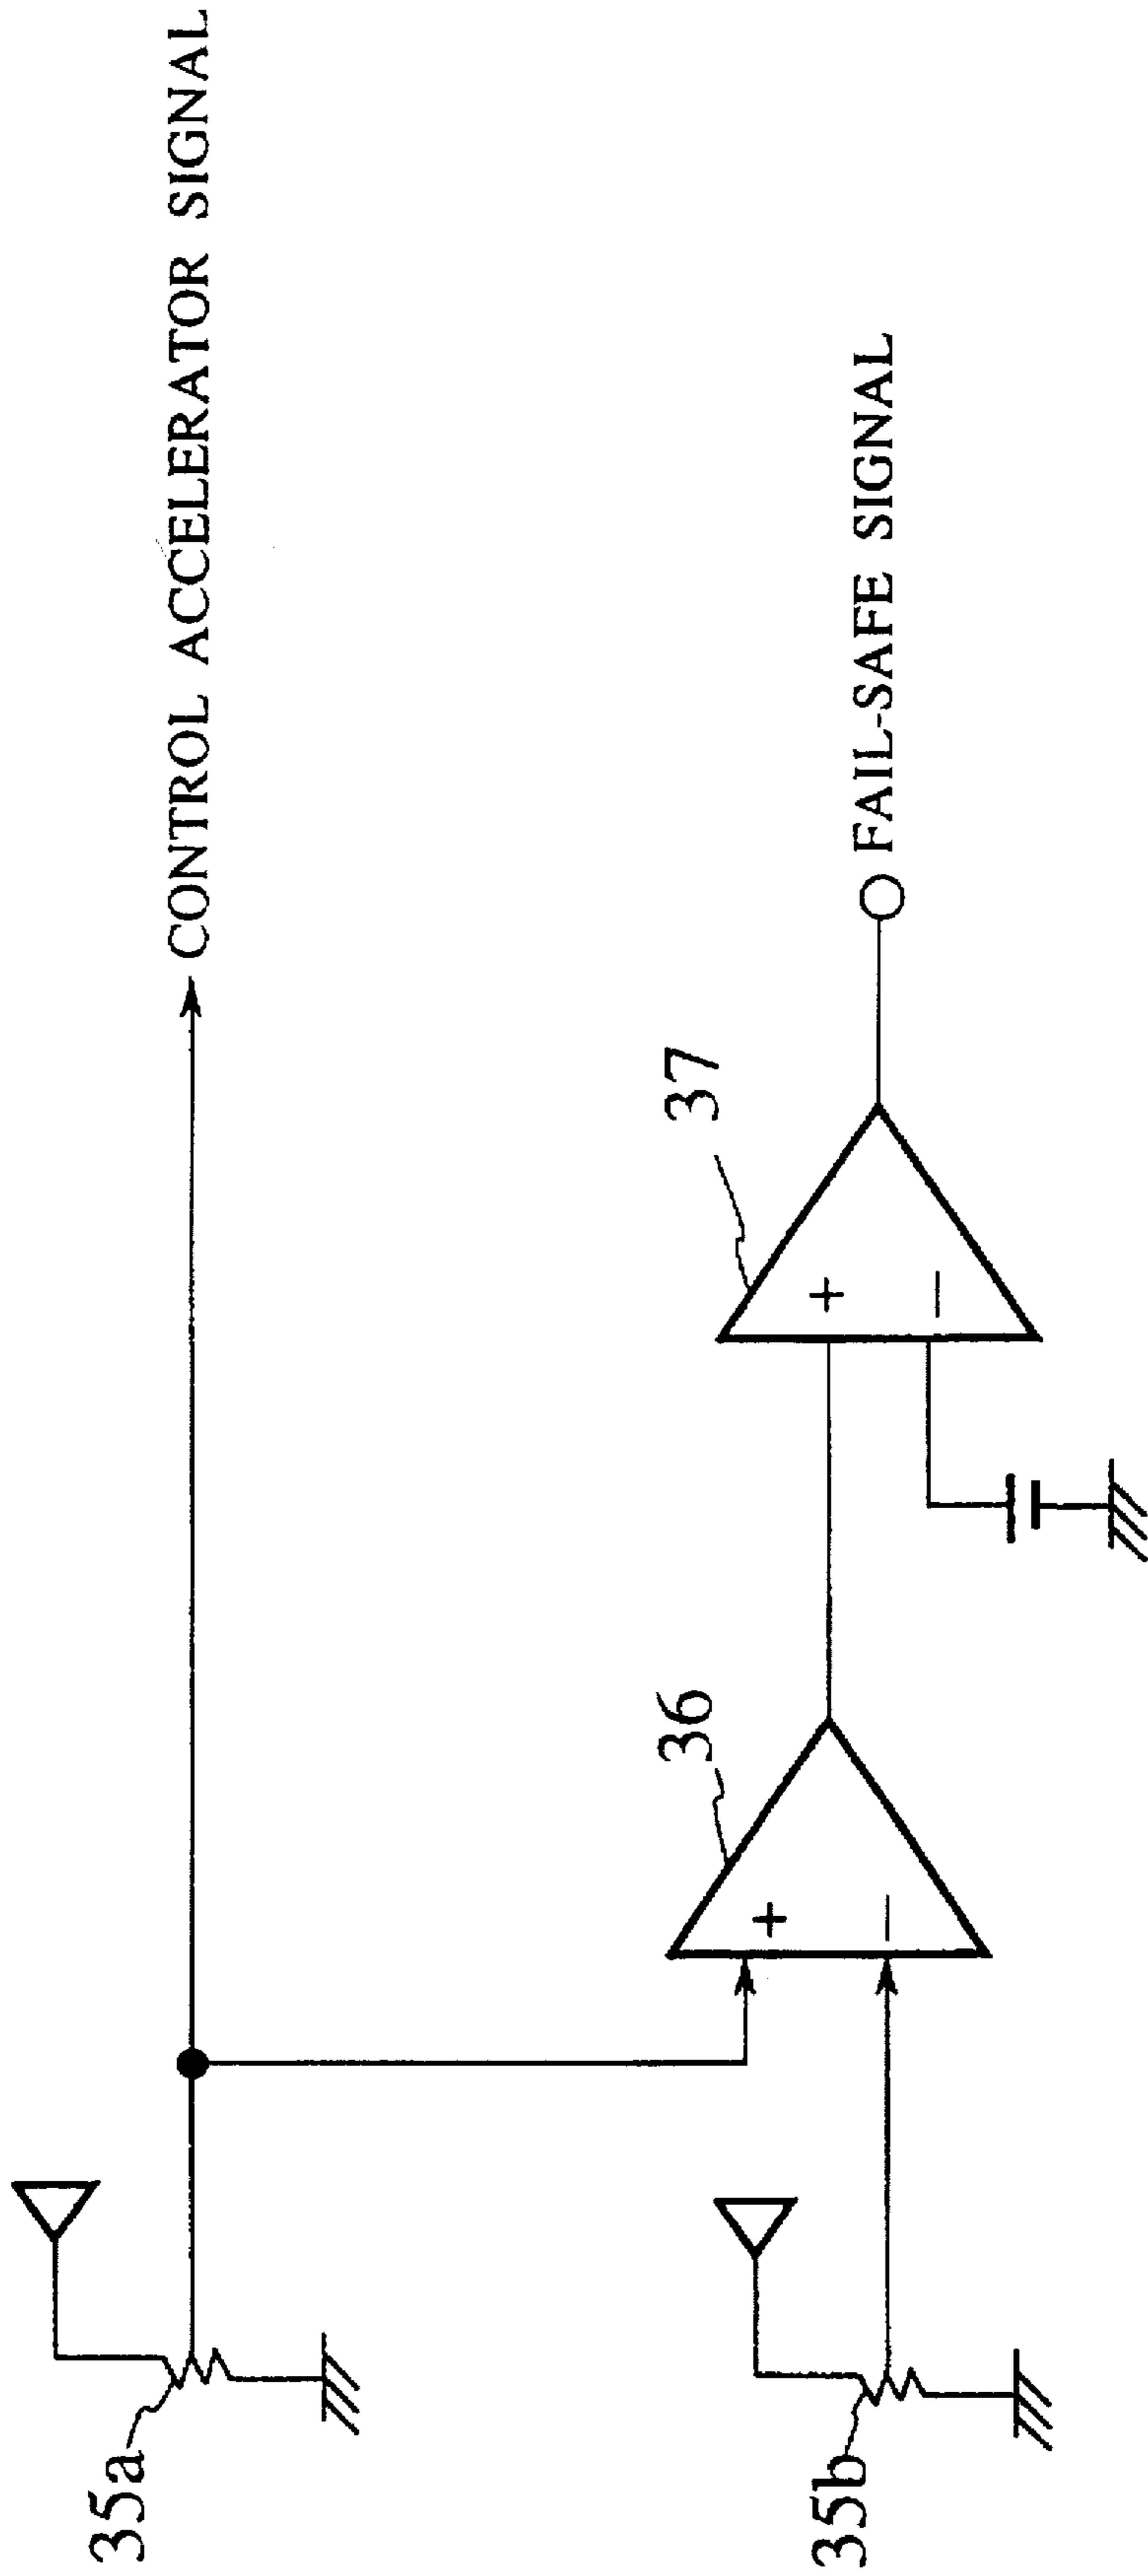 35a
CONTROL ACCELERATOR SIGNAL
36
+
−
37
+
−
FAIL-SAFE SIGNAL
35b